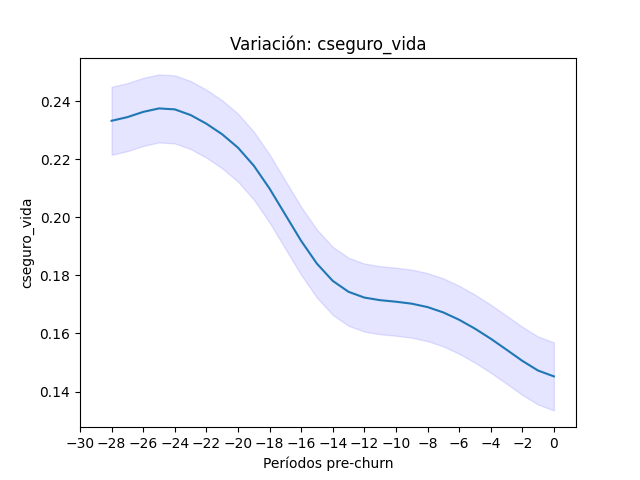 Variación: cseguro_vida
cseguro_vida
0.24
0.22
0.20
0.18
0.16
0.14
−30 −28 −26 −24 −22 −20 −18 −16 −14 −12 −10 −8 −6 −4 −2 0
Períodos pre-churn